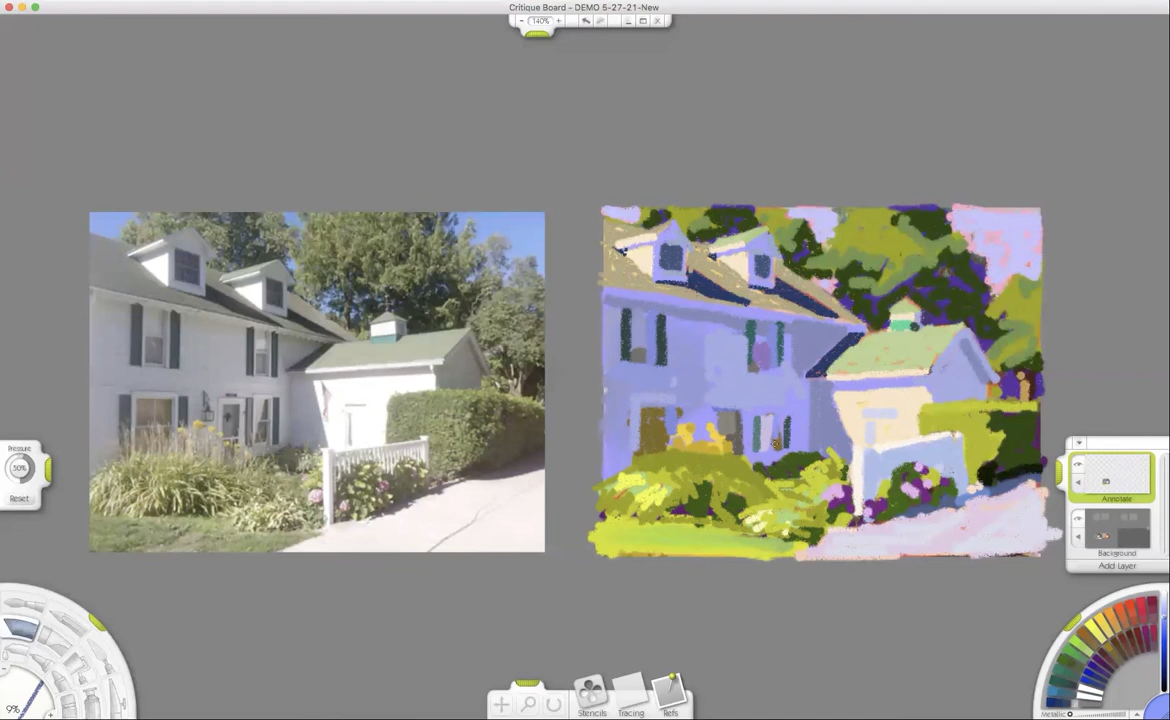 Critique Board - DEMO 5-27-21-New
- 140% +
Pressure
50%
Reset
Annotate
Background
Add Layer
9%
Stencils
Tracing
Refs
Metallic